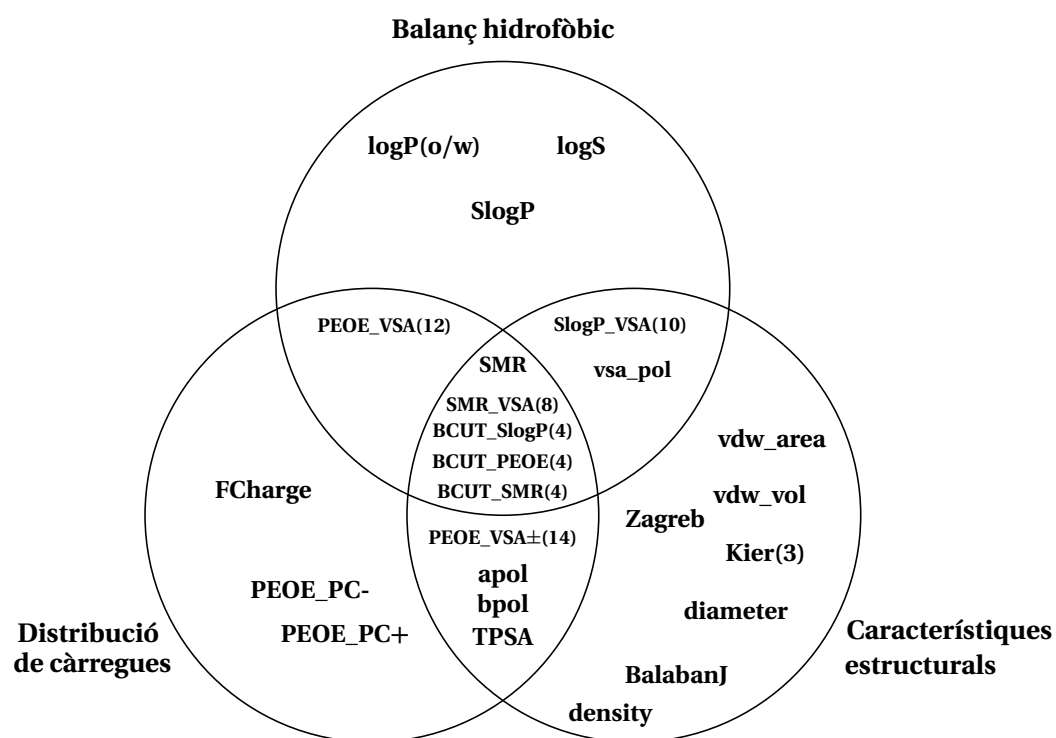 Balanç hidrofòbic
logP(o/w) logS
SlogP
PEOE_VSA(12) SlogP_VSA(10)
SMR vsa_pol
SMR_VSA(8)
BCUT_SlogP(4)
vdw_area
BCUT_PEOE(4)
FCharge BCUT_SMR(4) vdw_vol
Zagreb
PEOE_VSA±(14)
Kier(3)
apol
PEOE_PC-
bpol diameter
Distribució PEOE_PC+ TPSA Característiques
de càrregues estructurals
BalabanJ
density